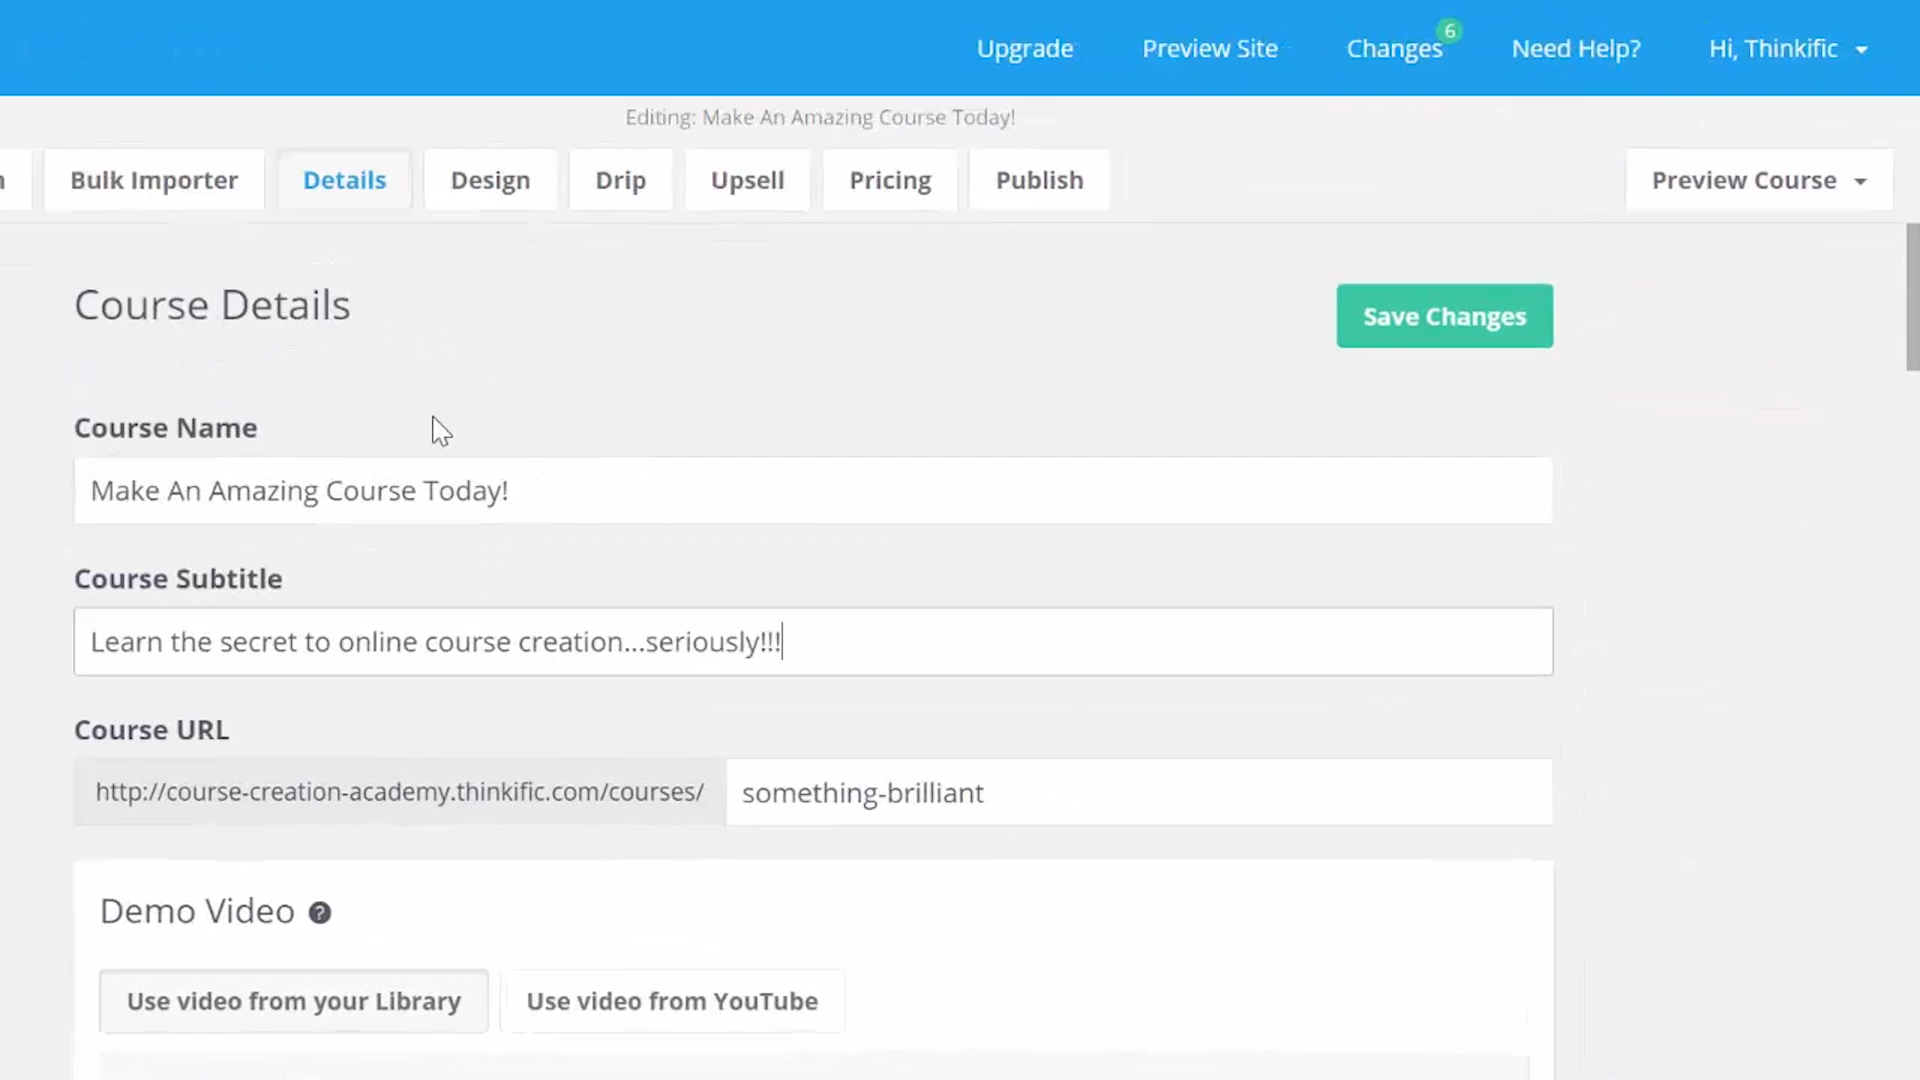 Upgrade Preview Site Changes 6 Need Help? Hi, Thinkific
Editing: Make An Amazing Course Today!
Bulk Importer Details Design Drip Upsell Pricing Publish Preview Course
Course Details
Save Changes
Course Name
Make An Amazing Course Today!
Course Subtitle
Learn the secret to online course creation...seriously!!!
Course URL
http://course-creation-academy.thinkific.com/courses/ something-brilliant
Demo Video ?
Use video from your Library Use video from YouTube